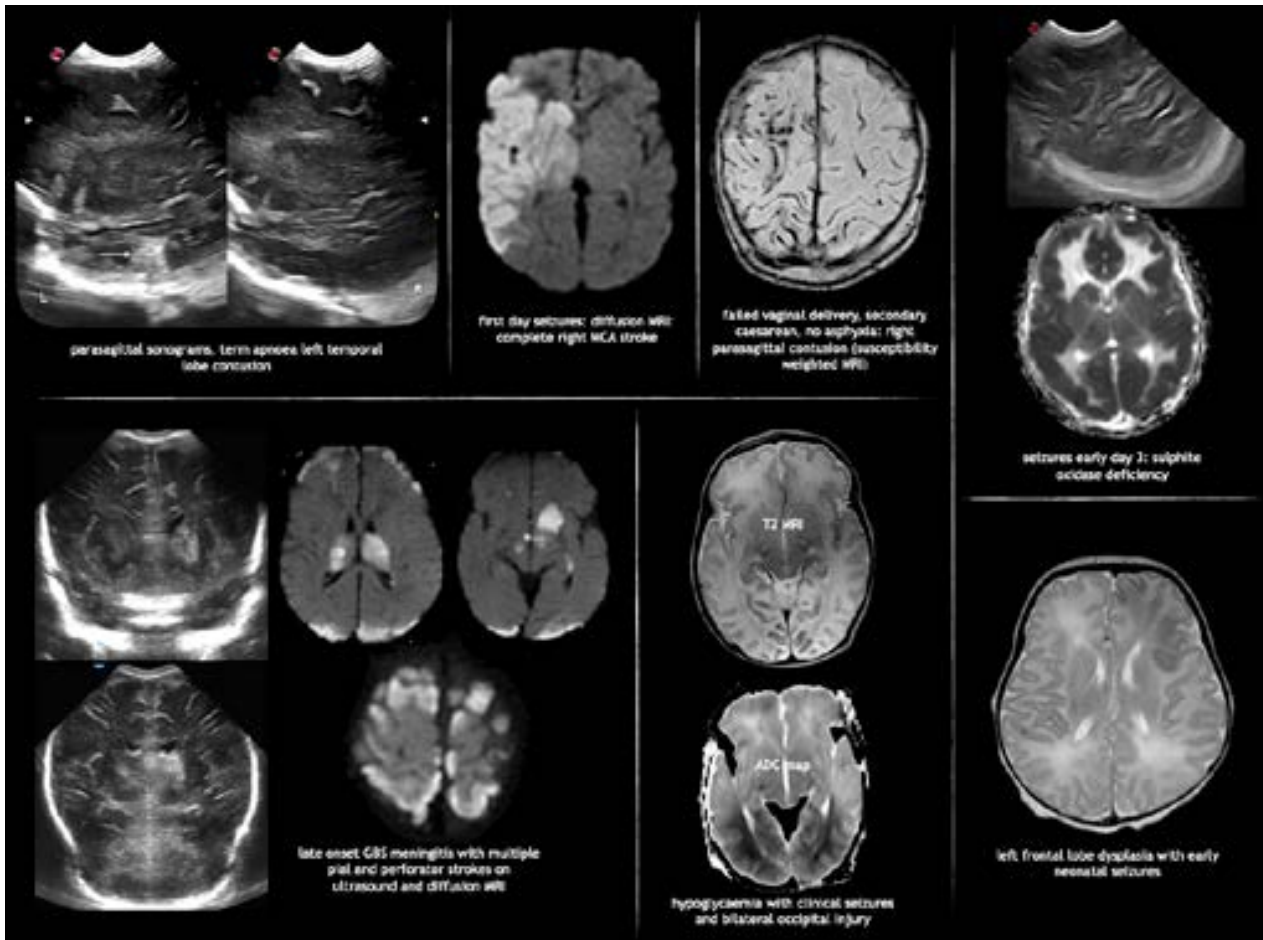 parasagittal sonograms, term apnoea left temporal
lobe contusion
first day seizures: diffusion MRI
complete right MCA stroke
failed vaginal delivery, secondary
caesarean, no asphyxia: right
parasagittal contusion (susceptibility
weighted MRI)
seizures early day 3: sulphite
oxidase deficiency
late onset GBS meningitis with multiple
pial and perforator strokes on
ultrasound and diffusion MRI
T2 MRI
ADC map
hypoglycaemia with clinical seizures
and bilateral occipital injury
left frontal lobe dysplasia with early
neonatal seizures